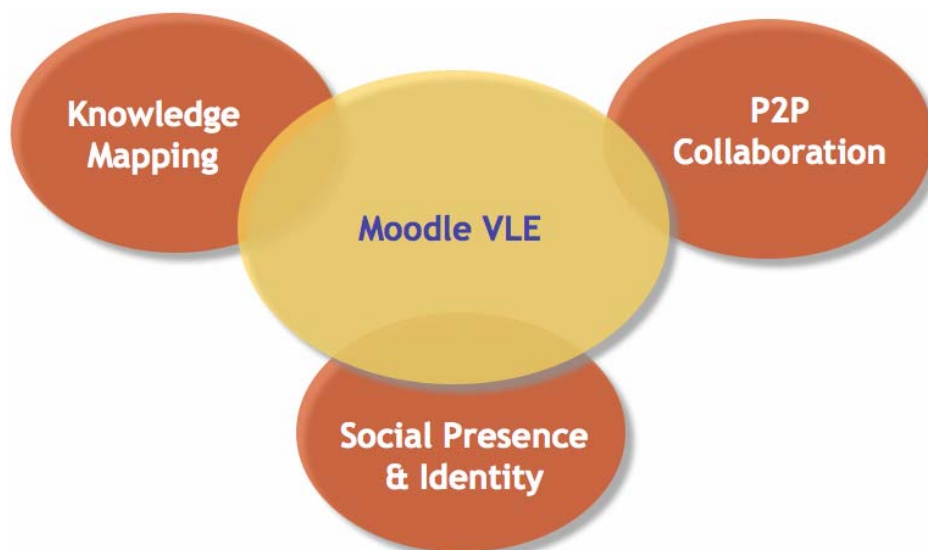 Knowledge
Mapping
P2P
Collaboration
Moodle VLE
Social Presence
& Identity